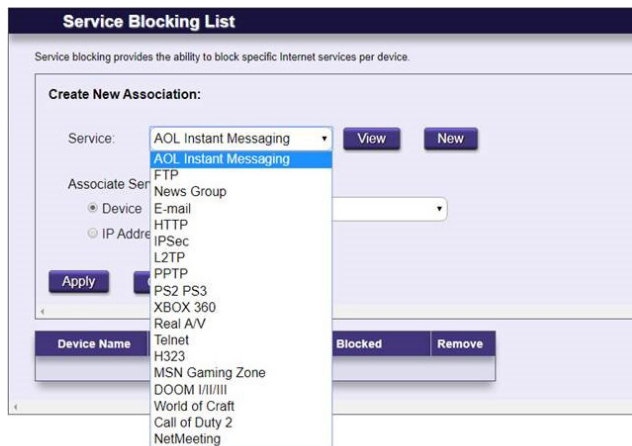 Service Blocking List
Service blocking provides the ability to block specific Internet services per device.
Create New Association:
Service: AOL Instant Messaging View New
AOL Instant Messaging
FTP
News Group
E-mail
HTTP
IPSec
L2TP
PPTP
PS2 PS3
XBOX 360
Real A/V
Telnet
H323
MSN Gaming Zone
DOOM I/II/III
World of Craft
Call of Duty 2
NetMeeting
Associate Ser
Device
IP Addre
Apply
Device Name Blocked Remove